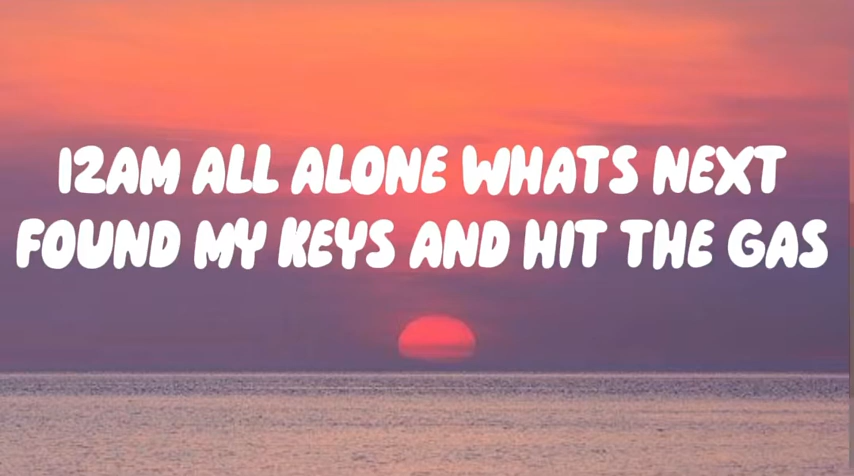 12AM ALL ALONE WHATS NEXT
FOUND MY KEYS AND HIT THE GAS